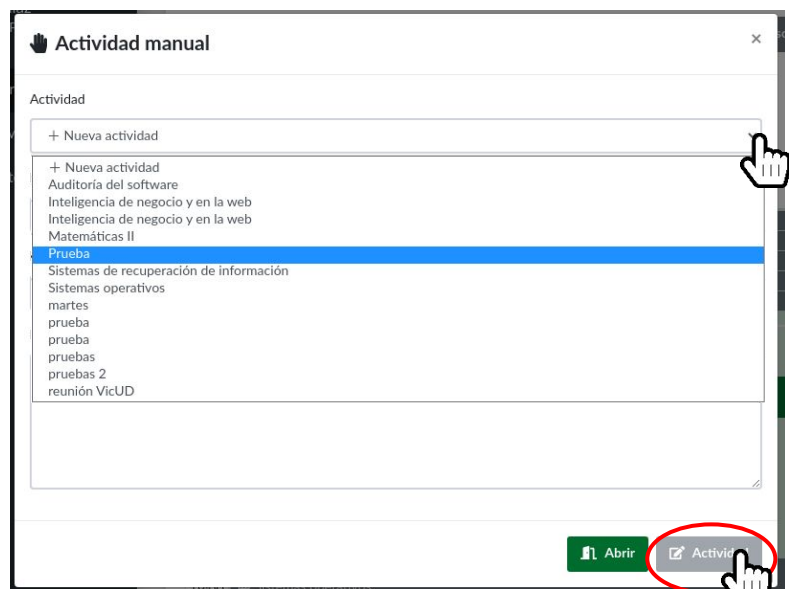 Actividad manual
×
Actividad
+ Nueva actividad
+ Nueva actividad
Auditoría del software
Inteligencia de negocio y en la web
Inteligencia de negocio y en la web
Matemáticas II
Prueba
Sistemas de recuperación de información
Sistemas operativos
martes
prueba
prueba
pruebas
pruebas 2
reunión VicUD
Abrir